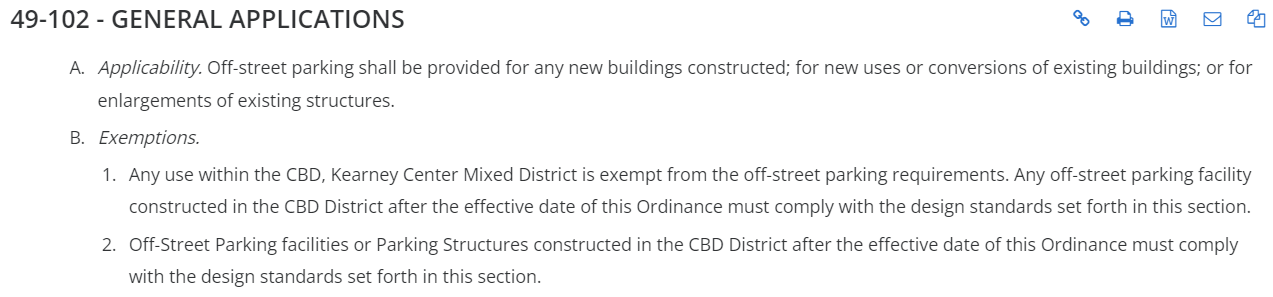 49-102 - GENERAL APPLICATIONS
A. Applicability. Off-street parking shall be provided for any new buildings constructed; for new uses or conversions of existing buildings; or for
enlargements of existing structures.
B. Exemptions.
1. Any use within the CBD, Kearney Center Mixed District is exempt from the off-street parking requirements. Any off-street parking facility
constructed in the CBD District after the effective date of this Ordinance must comply with the design standards set forth in this section.
2. Off-Street Parking facilities or Parking Structures constructed in the CBD District after the effective date of this Ordinance must comply
with the design standards set forth in this section.